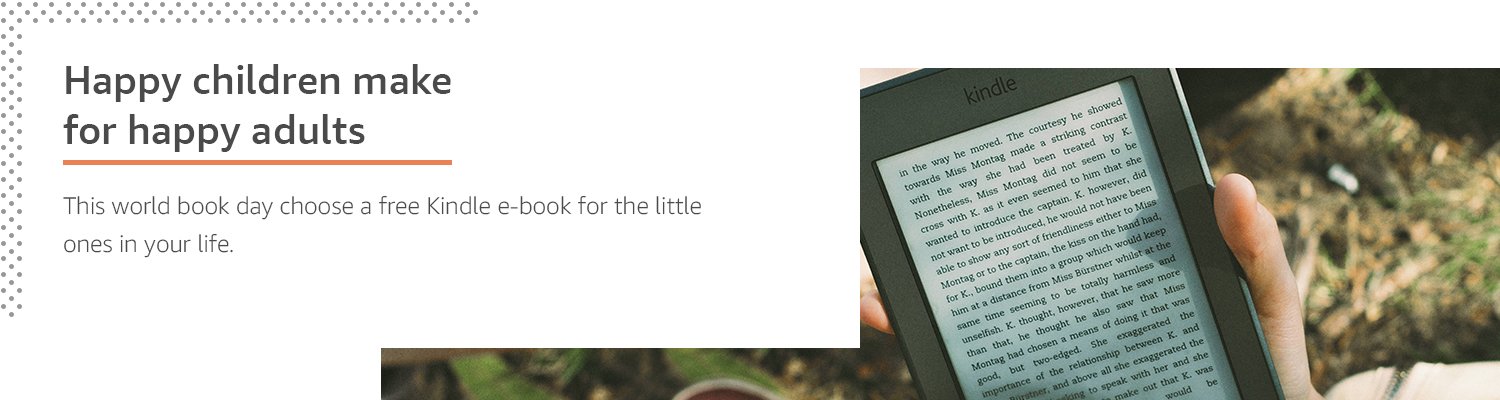 Happy children make
for happy adults
This world book day choose a free Kindle e-book for the little
ones in your life.
kindle
in the way he moved. The courtesy he showed
towards Miss Montag made a striking contrast
with the way she had been treated by K.
Nonetheless, Miss Montag did not seem to be
cross with K. as it even seemed to him that she
wanted to introduce the captain. K. however, did
not want to be introduced, he would not have been
able to show any sort of friendliness either to Miss
Montag or to the captain, the kiss on the hand had,
for K., bound them into a group which would keep
him at a distance from Miss Bürstner whilst at the
same time seeming to be totally harmless and
unselfish. K. thought, however, that he saw more
than that, he thought he also saw that Miss
Montag had chosen a means of doing it that was
good, but two-edged. She exaggerated the
importance of the relationship between K. and
Bürstner, and above all she exaggerated the
asking to speak with her and she
make out that K. was
would be